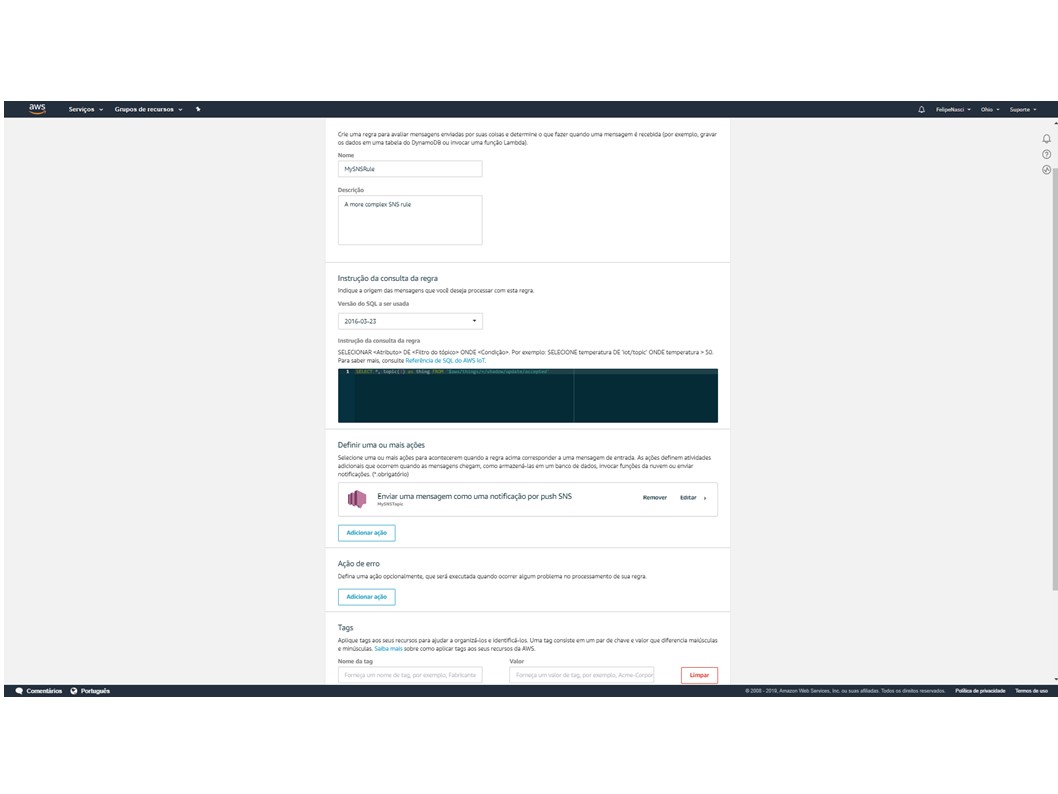 aws
Serviços
Grupos de recursos
FelipeNasci
Ohio
Suporte
Crie uma regra para avaliar mensagens enviadas por suas coisas e determine o que fazer quando uma mensagem é recebida (por exemplo, gravar
os dados em uma tabela do DynamoDB ou invocar uma função Lambda).
Nome
MySNSRule
Descrição
A more complex SNS rule
Instrução da consulta da regra
Indique a origem das mensagens que você deseja processar com esta regra.
Versão do SQL a ser usada
2016-03-23
Instrução da consulta da regra
SELECIONAR <Atributo> DE <Filtro do tópico> ONDE <Condição>. Por exemplo: SELECIONE temperatura DE 'iot/topic' ONDE temperatura > 50.
Para saber mais, consulte Referência de SQL do AWS IoT.
1 SELECT *, topic(3) as thing FROM '$aws/things/+/shadow/update/accepted'
Definir uma ou mais ações
Selecione uma ou mais ações para acontecerem quando a regra acima corresponder a uma mensagem de entrada. As ações definem atividades
adicionais que ocorrem quando as mensagens chegam, como armazená-las em um banco de dados, invocar funções da nuvem ou enviar
notificações. (*.obrigatório)
Enviar uma mensagem como uma notificação por push SNS
MySNSTopic
Remover
Editar
Adicionar ação
Ação de erro
Defina uma ação opcionalmente, que será executada quando ocorrer algum problema no processamento de sua regra.
Adicionar ação
Tags
Aplique tags aos seus recursos para ajudar a organizá-los e identificá-los. Uma tag consiste em um par de chave e valor que diferencia maiúsculas
e minúsculas. Saiba mais sobre como aplicar tags aos seus recursos da AWS.
Nome da tag
Valor
Forneça um nome de tag, por exemplo, Fabricante
Forneça um valor de tag, por exemplo, Acme-Corpor
Limpar
Comentários
Português
© 2008 - 2019, Amazon Web Services, Inc. ou suas afiliadas. Todos os direitos reservados.
Política de privacidade
Termos de uso